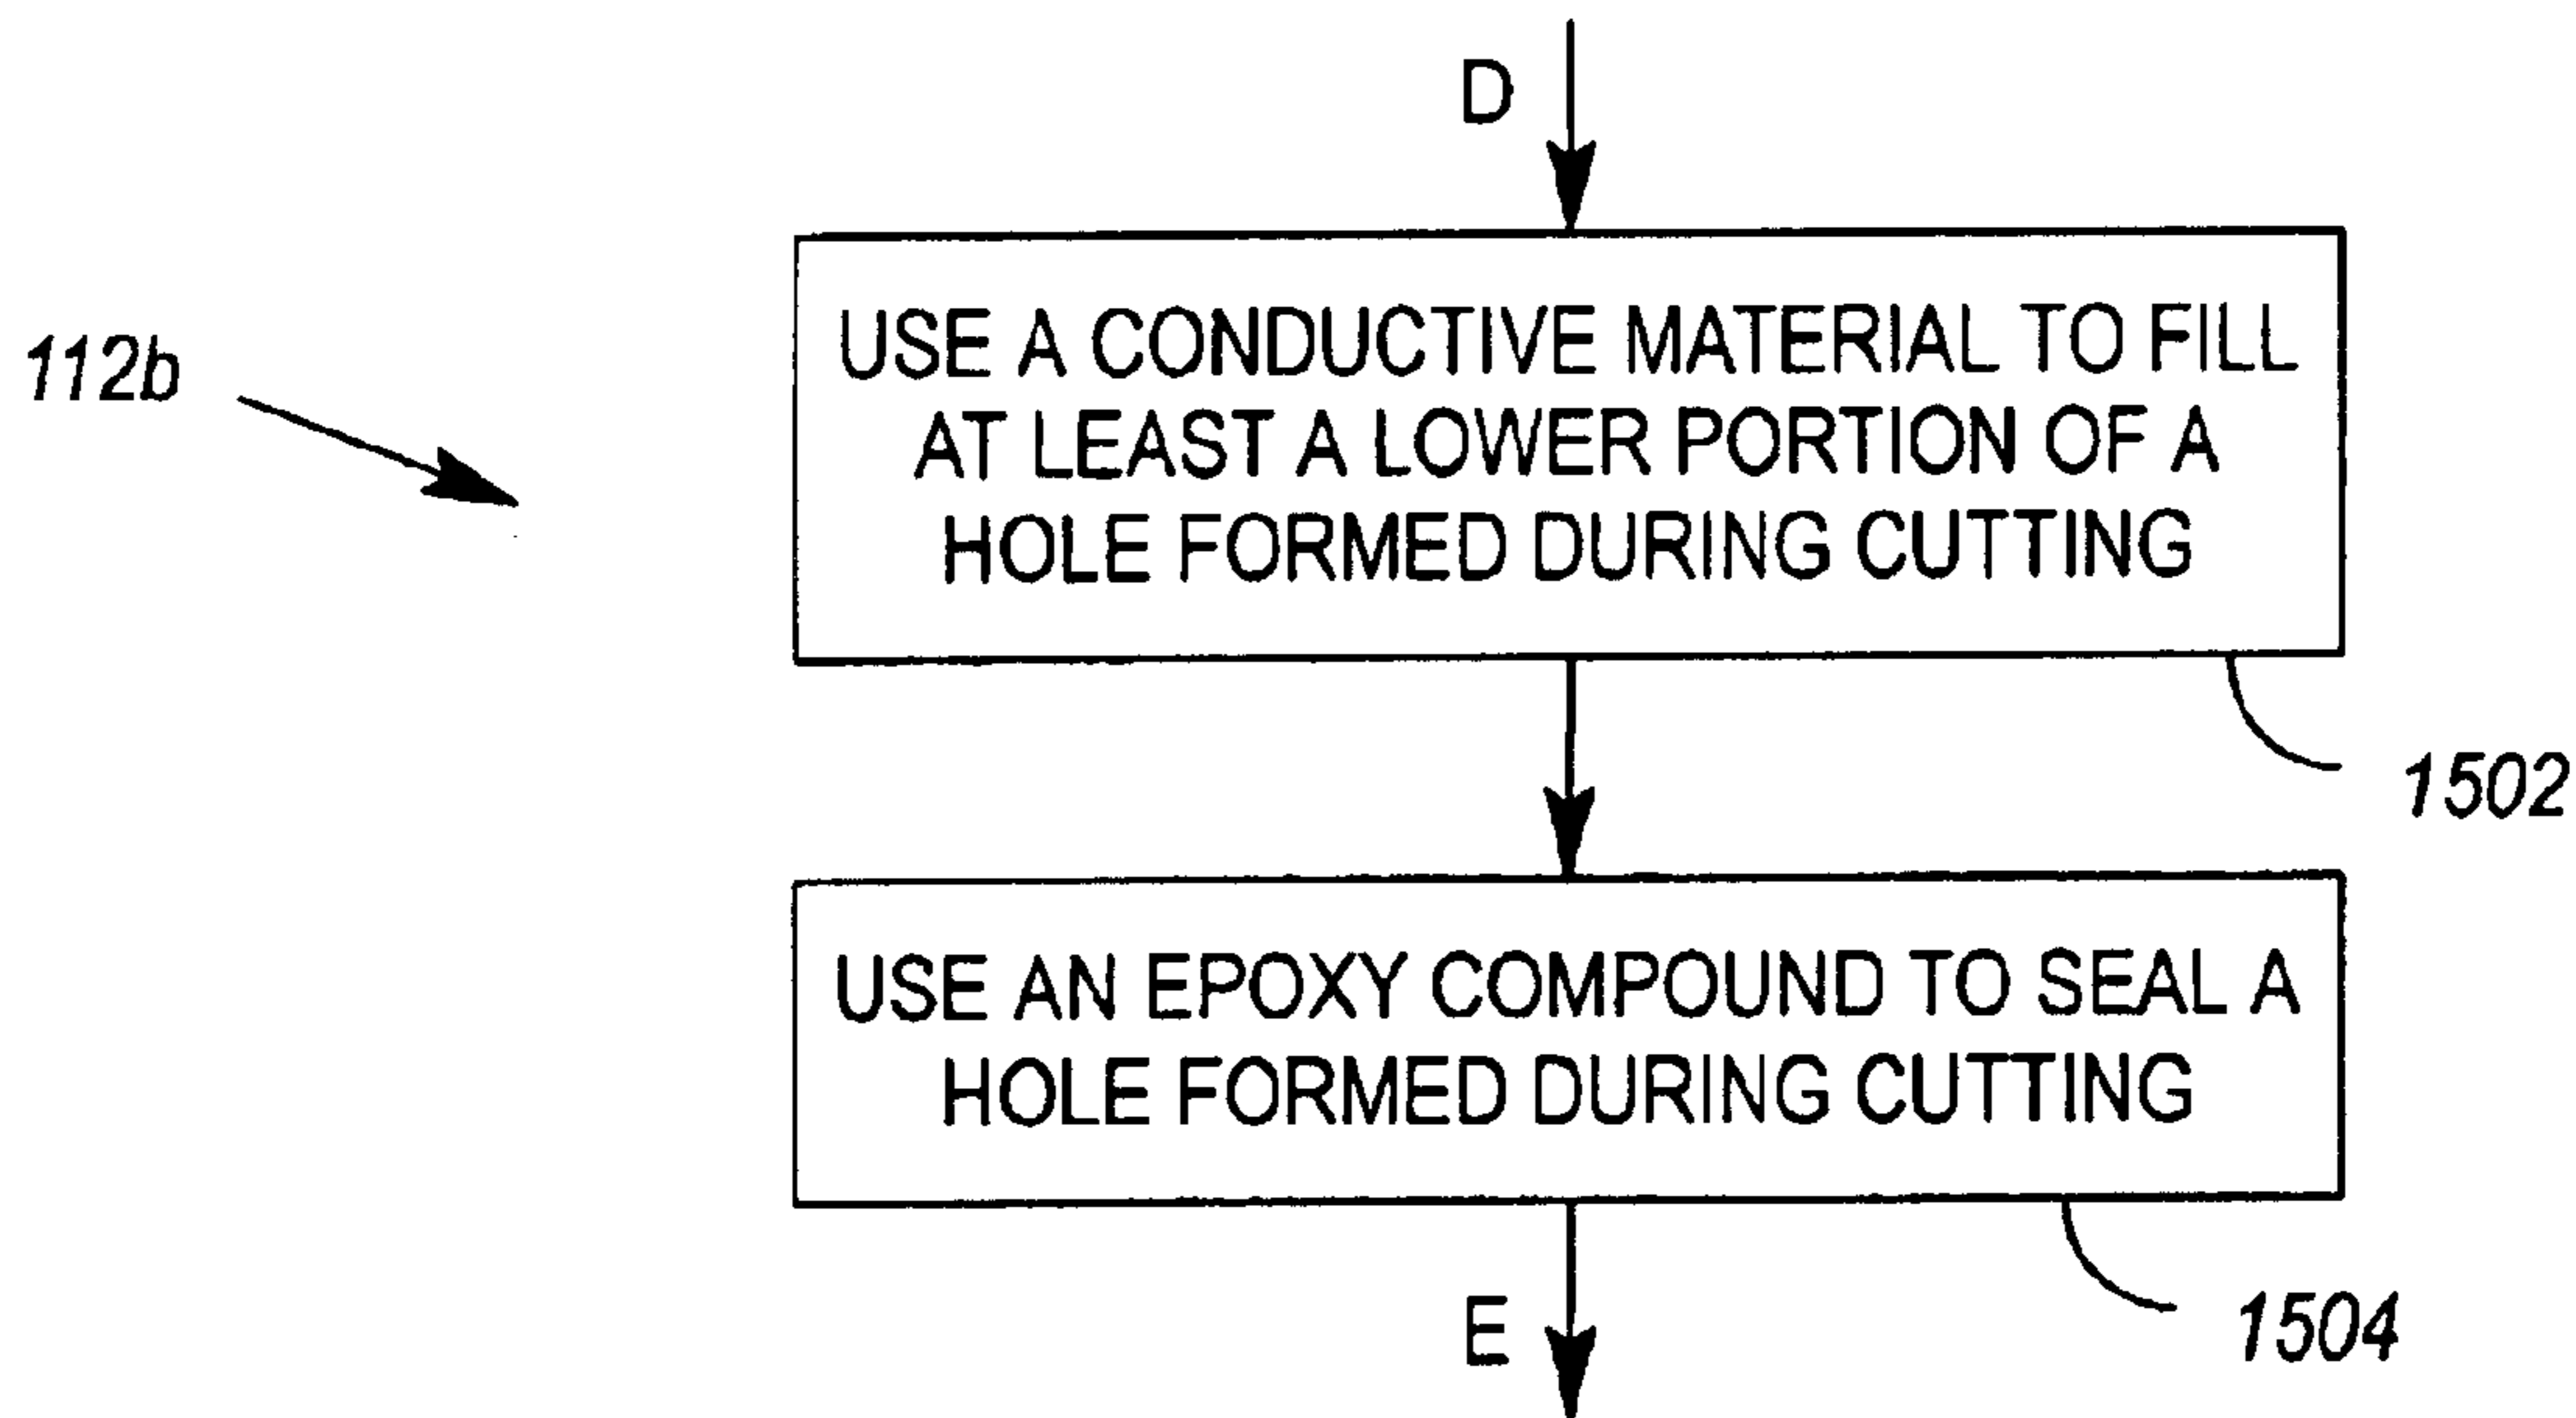 D
112b
USE A CONDUCTIVE MATERIAL TO FILL
AT LEAST A LOWER PORTION OF A
HOLE FORMED DURING CUTTING
1502
USE AN EPOXY COMPOUND TO SEAL A
HOLE FORMED DURING CUTTING
E
1504